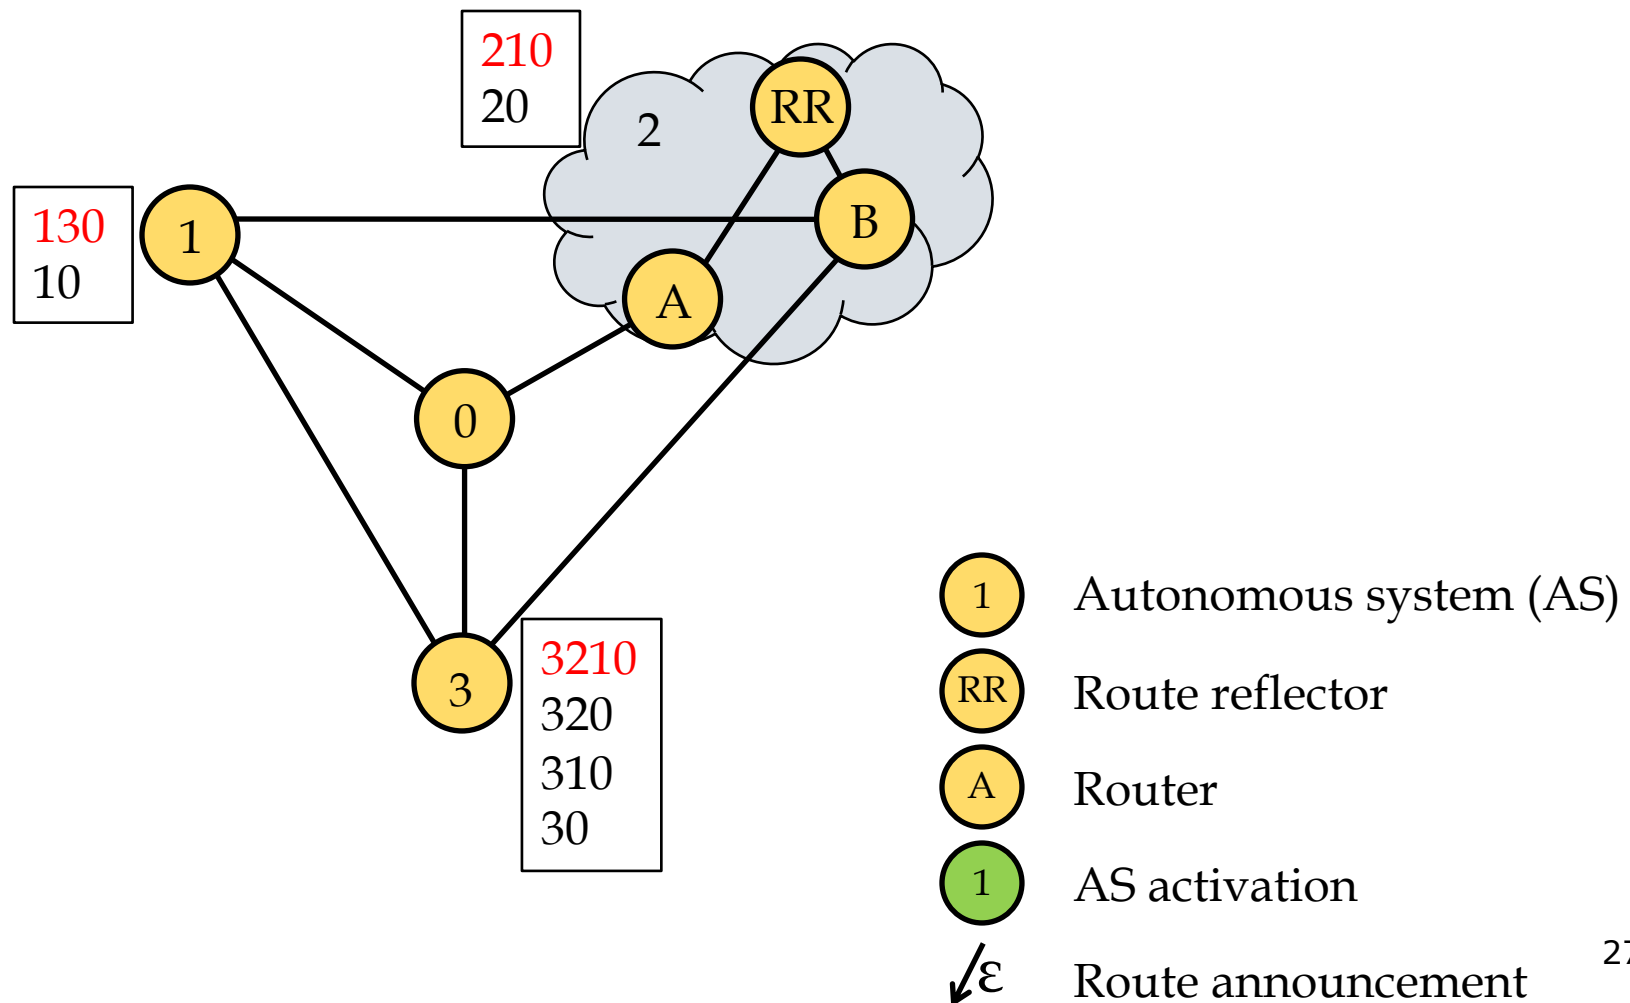 210
20
RR
2
130
10
1
B
A
0
3
3210
320
310
30
1 Autonomous system (AS)
RR Route reflector
A Router
1 AS activation
ε Route announcement